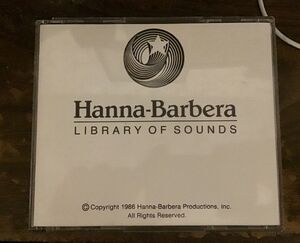 Hanna-Barbera
LIBRARY OF SOUNDS
© Copyright 1986 Hanna-Barbera Productions, Inc.
All Rights Reserved.